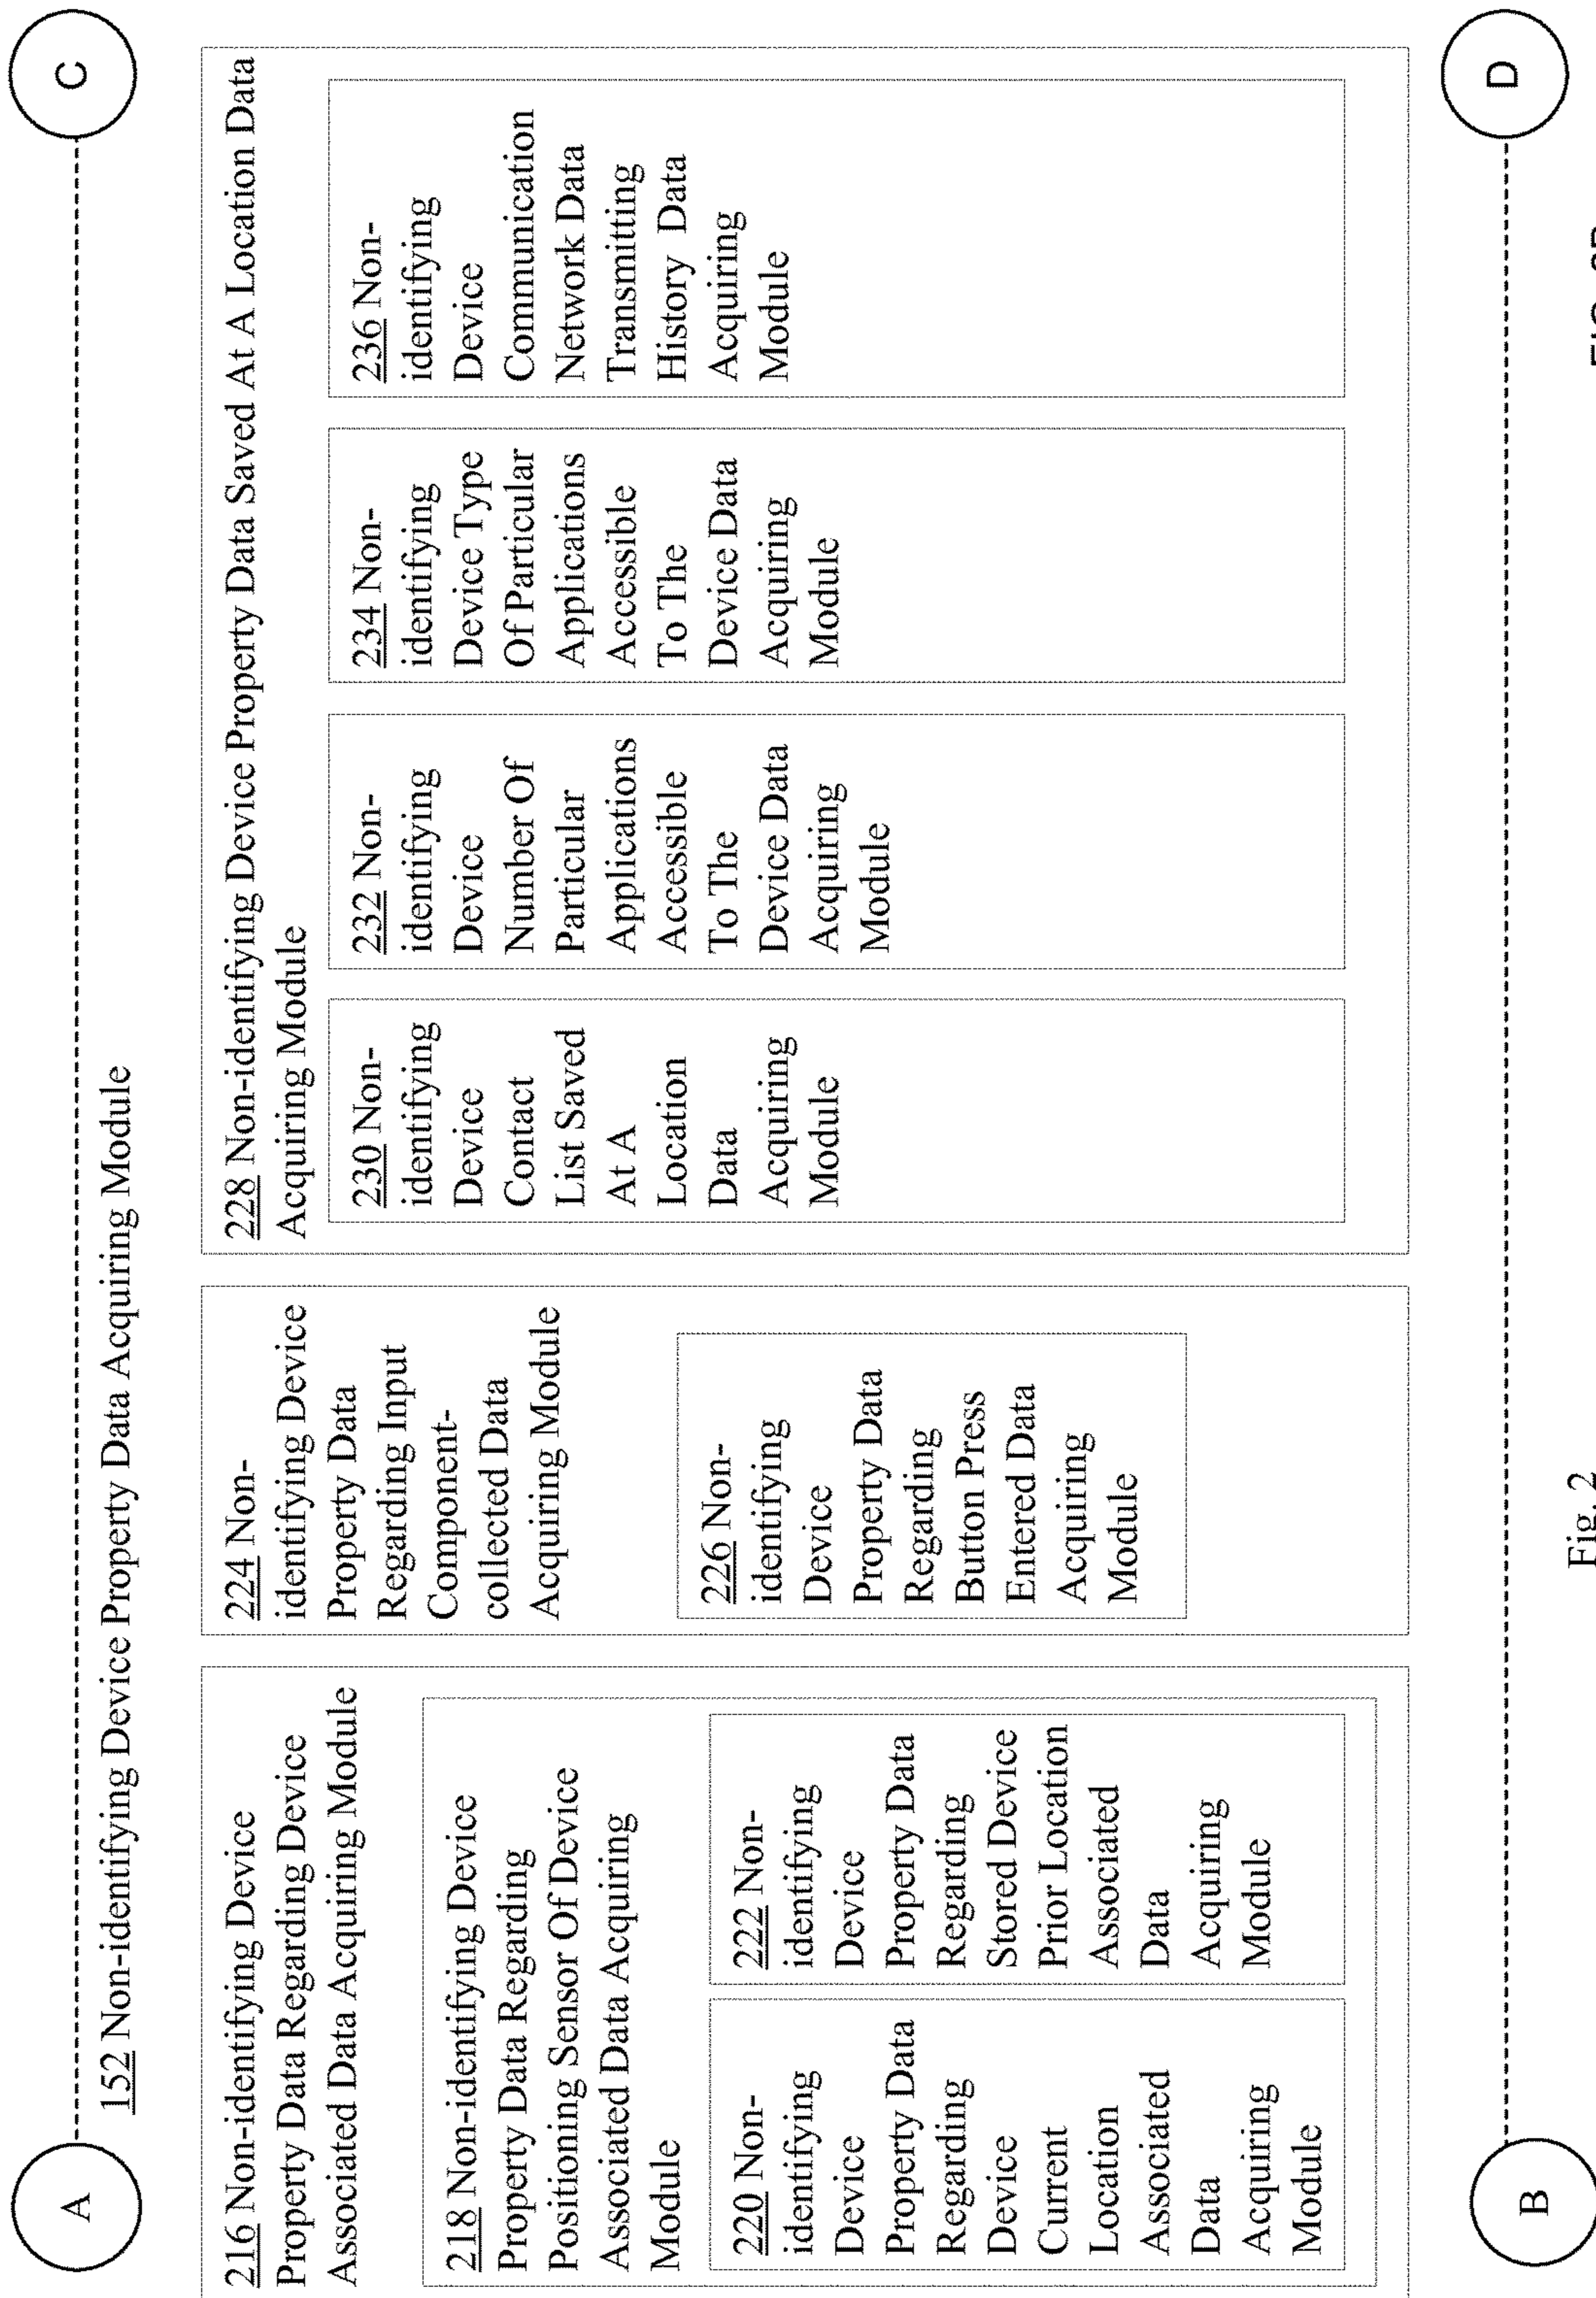 A
C
152 Non-identifying Device Property Data Acquiring Module
216 Non-identifying Device
Property Data Regarding Device
Associated Data Acquiring Module
218 Non-identifying Device
Property Data Regarding
Positioning Sensor Of Device
Associated Data Acquiring
Module
220 Non-
identifying
Device
Property Data
Regarding
Device
Current
Location
Associated
Data
Acquiring
Module
222 Non-
identifying
Device
Property Data
Regarding
Stored Device
Prior Location
Associated
Data
Acquiring
Module
224 Non-
identifying Device
Property Data
Regarding Input
Component-
collected Data
Acquiring Module
226 Non-
identifying
Device
Property Data
Regarding
Button Press
Entered Data
Acquiring
Module
228 Non-identifying Device Property Data Saved At A Location Data
Acquiring Module
230 Non-
identifying
Device
Contact
List Saved
At A
Location
Data
Acquiring
Module
232 Non-
identifying
Device
Number Of
Particular
Applications
Accessible
To The
Device Data
Acquiring
Module
234 Non-
identifying
Device Type
Of Particular
Applications
Accessible
To The
Device Data
Acquiring
Module
236 Non-
identifying
Device
Communication
Network Data
Transmitting
History Data
Acquiring
Module
B
D
Fig. 2